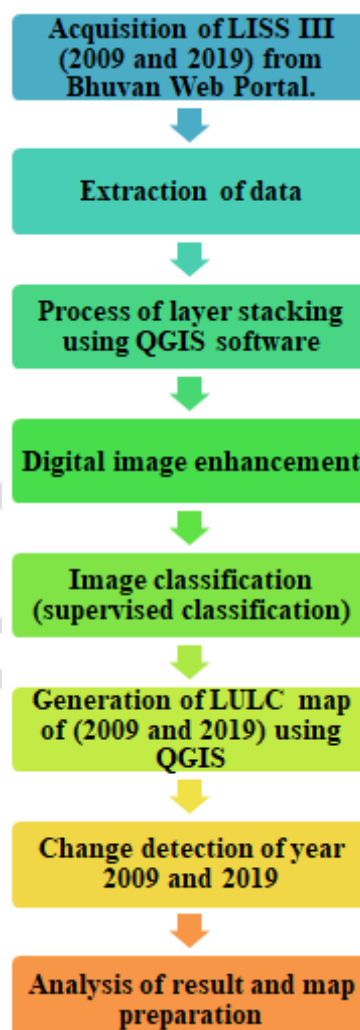 Acquisition of LISS III
(2009 and 2019) from
Bhuvan Web Portal.
Extraction of data
Process of layer stacking
using QGIS software
Digital image enhancement
Image classification
(supervised classification)
Generation of LULC map
of (2009 and 2019) using
QGIS
Change detection of year
2009 and 2019
Analysis of result and map
preparation